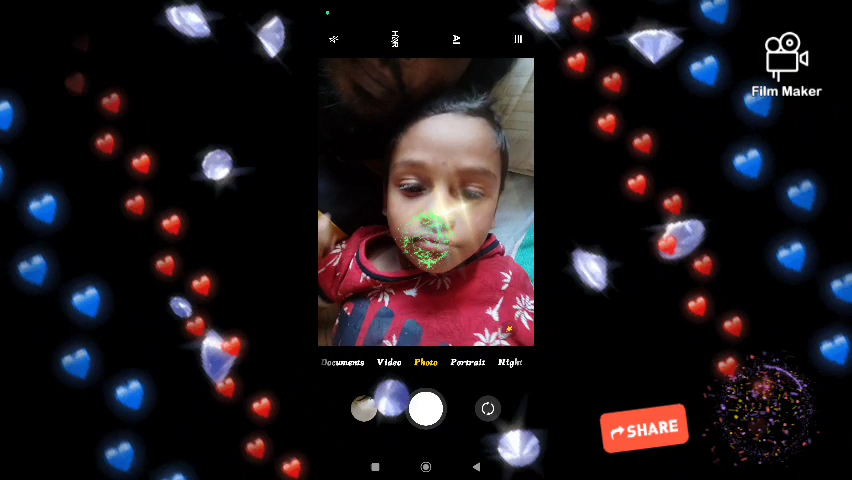 HDR
AI
Film Maker
Documents Video Photo Portrait Night
SHARE